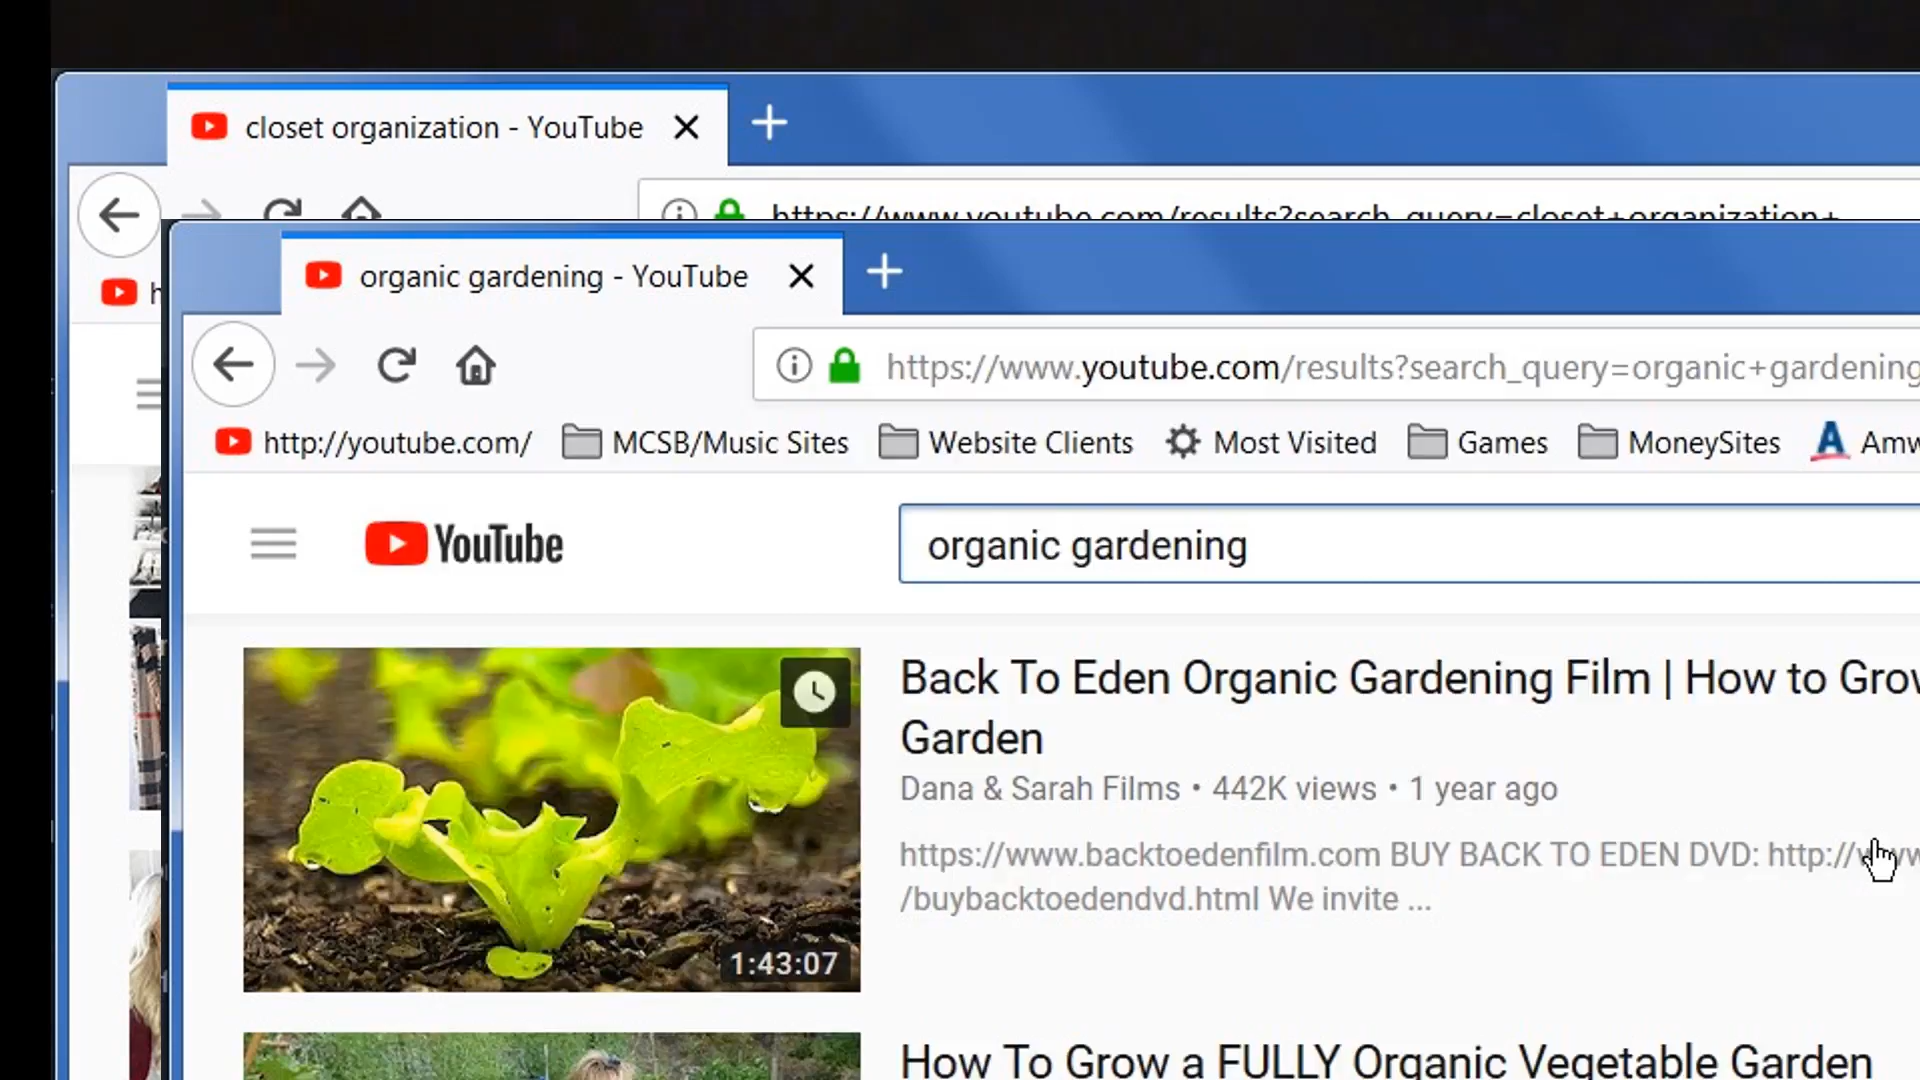 closet organization - YouTube
https://www.youtube.com/results?search_query=closet+organization+
organic gardening - YouTube
https://www.youtube.com/results?search_query=organic+gardening
http://youtube.com/ MCSB/Music Sites Website Clients Most Visited Games MoneySites
YouTube
organic gardening
Back To Eden Organic Gardening Film | How to
Garden
Dana & Sarah Films • 442K views • 1 year ago
https://www.backtoedenfilm.com BUY BACK TO EDEN DVD: http://
/buybacktoedendvd.html We invite ...
1:43:07
How To Grow a FULLY Organic Vegetable Garden